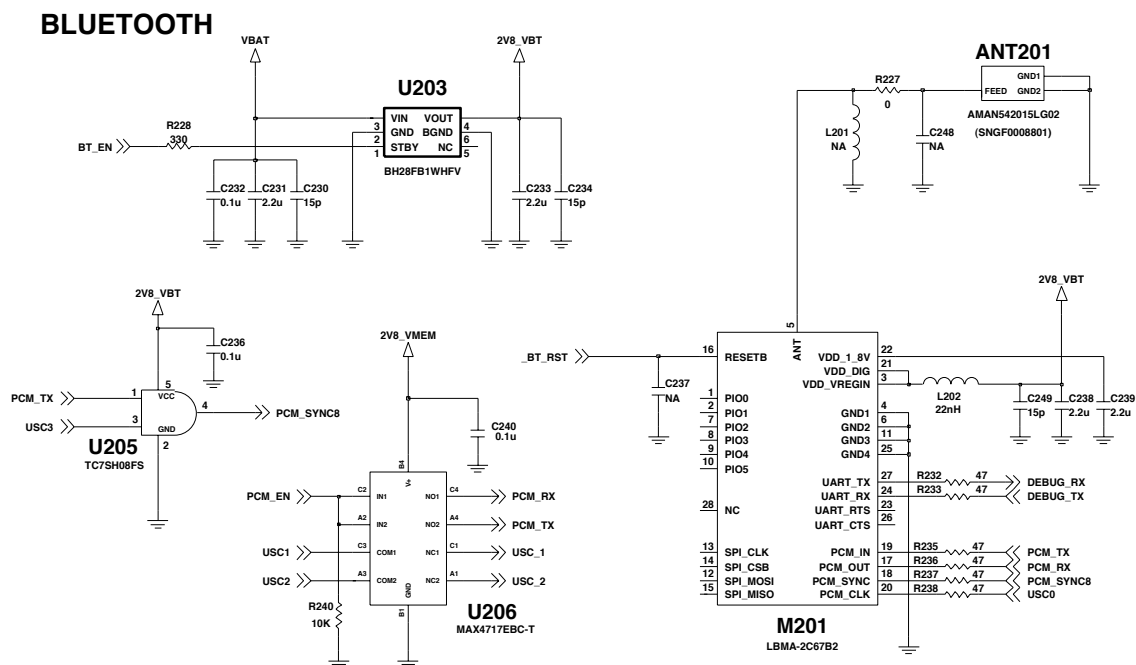 BLUETOOTH
VBAT
2V8_VBT
U203
VIN
VOUT
3
GND
BGND
4
2
STBY
NC
6
1
5
BH28FB1WHFV
BT_EN
R228
330
C232
0.1u
C231
2.2u
C230
15p
C233
2.2u
C234
15p
ANT201
R227
0
FEED
GND1
GND2
AMAN542015LG02
(SNGF0008801)
L201
NA
C248
NA
2V8_VBT
C236
0.1u
PCM_TX
1
5
VCC
4
PCM_SYNC8
USC3
3
GND
2
U205
TC7SH08FS
2V8_VMEM
C240
0.1u
B4
V+
PCM_EN
C2
IN1
NO1
C4
PCM_RX
A2
IN2
NO2
A4
PCM_TX
USC1
C3
COM1
NC1
C1
USC_1
USC2
A3
COM2
NC2
A1
USC_2
GND
B1
R240
10K
U206
MAX4717EBC-T
2V8_VBT
5
ANT
_BT_RST
16
RESETB
C237
NA
1
PIO0
2
PIO1
7
PIO2
8
PIO3
9
PIO4
10
PIO5
28
NC
13
SPI_CLK
14
SPI_CSB
12
SPI_MOSI
15
SPI_MISO
VDD_1_8V
22
VDD_DIG
21
VDD_VREGIN
3
L202
22nH
C249
15p
C238
2.2u
C239
2.2u
GND1
4
GND2
6
GND3
11
GND4
25
UART_TX
27
R232
47
DEBUG_RX
UART_RX
24
R233
47
DEBUG_TX
UART_RTS
23
UART_CTS
26
PCM_IN
19
R235
47
PCM_TX
PCM_OUT
17
R236
47
PCM_RX
PCM_SYNC
18
R237
47
PCM_SYNC8
PCM_CLK
20
R238
47
USC0
M201
LBMA-2C67B2